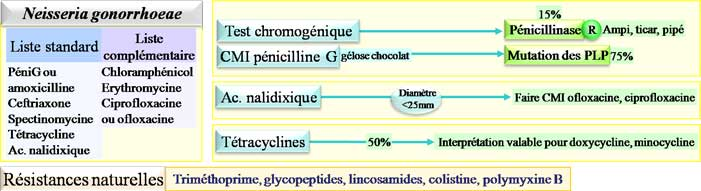 Neisseria gonorrhoeae
Liste standard
PéniG ou
amoxicilline
Ceftriaxone
Spectinomycine
Tétracycline
Ac. nalidixique
Liste
complémentaire
Chloramphénicol
Erythromycine
Ciprofloxacine
ou ofloxacine
15%
Test chromogénique Pénicillinase R Ampi, ticar, pipé
CMI pénicilline G gélose chocolat Mutation des PLP 75%
Ac. nalidixique Diamètre <25mm Faire CMI ofloxacine, ciprofloxacine
Tétracyclines 50% Interprétation valable pour doxycycline, minocycline
Résistances naturelles Triméthoprime, glycopeptides, lincosamides, colistine, polymyxine B